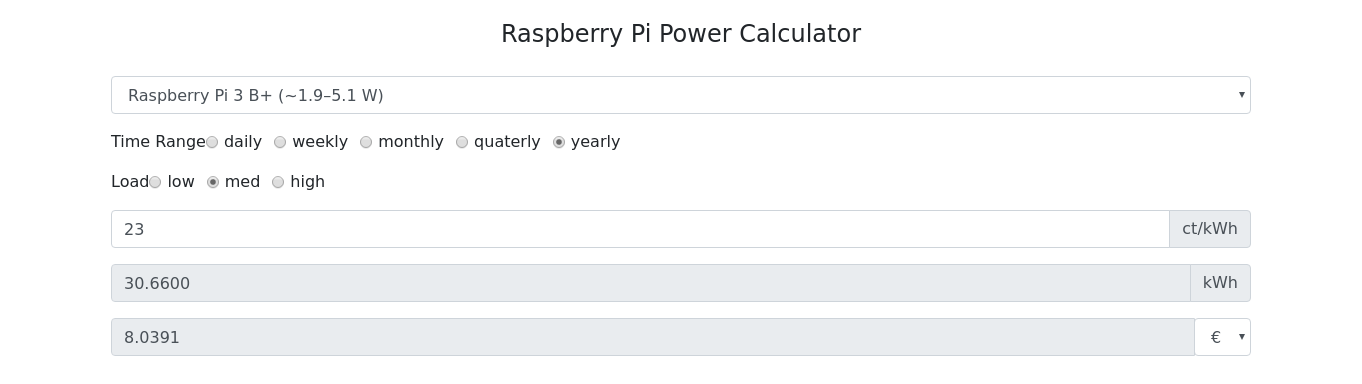 Raspberry Pi Power Calculator
Raspberry Pi 3 B+ (~1.9–5.1 W)
Time Range daily weekly monthly quaterly yearly
Load low med high
23 ct/kWh
30.6600 kWh
8.0391 €